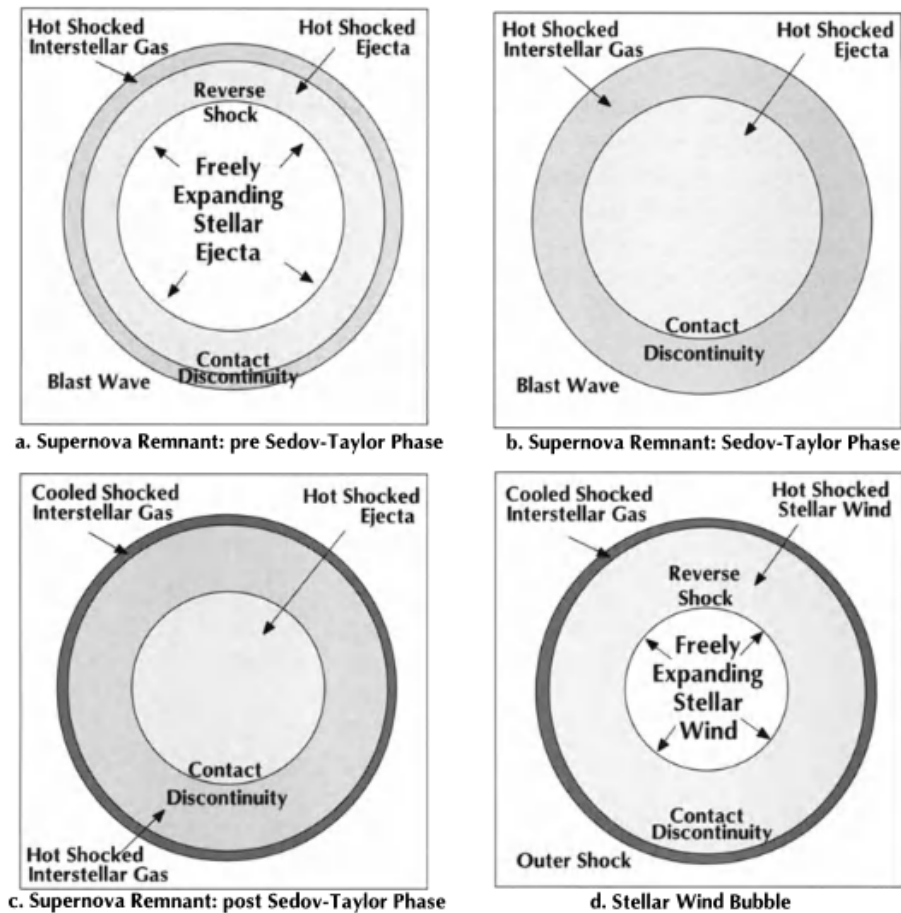 Hot Shocked
Interstellar Gas
Hot Shocked
Ejecta
Reverse
Shock
Freely
Expanding
Stellar
Ejecta
Contact
Discontinuity
Blast Wave
a. Supernova Remnant: pre Sedov-Taylor Phase
Hot Shocked
Interstellar Gas
Hot Shocked
Ejecta
Contact
Discontinuity
Blast Wave
b. Supernova Remnant: Sedov-Taylor Phase
Cooled Shocked
Interstellar Gas
Hot Shocked
Ejecta
Contact
Discontinuity
Hot Shocked
Interstellar Gas
c. Supernova Remnant: post Sedov-Taylor Phase
Cooled Shocked
Interstellar Gas
Hot Shocked
Stellar Wind
Reverse
Shock
Freely
Expanding
Stellar
Wind
Contact
Discontinuity
Outer Shock
d. Stellar Wind Bubble